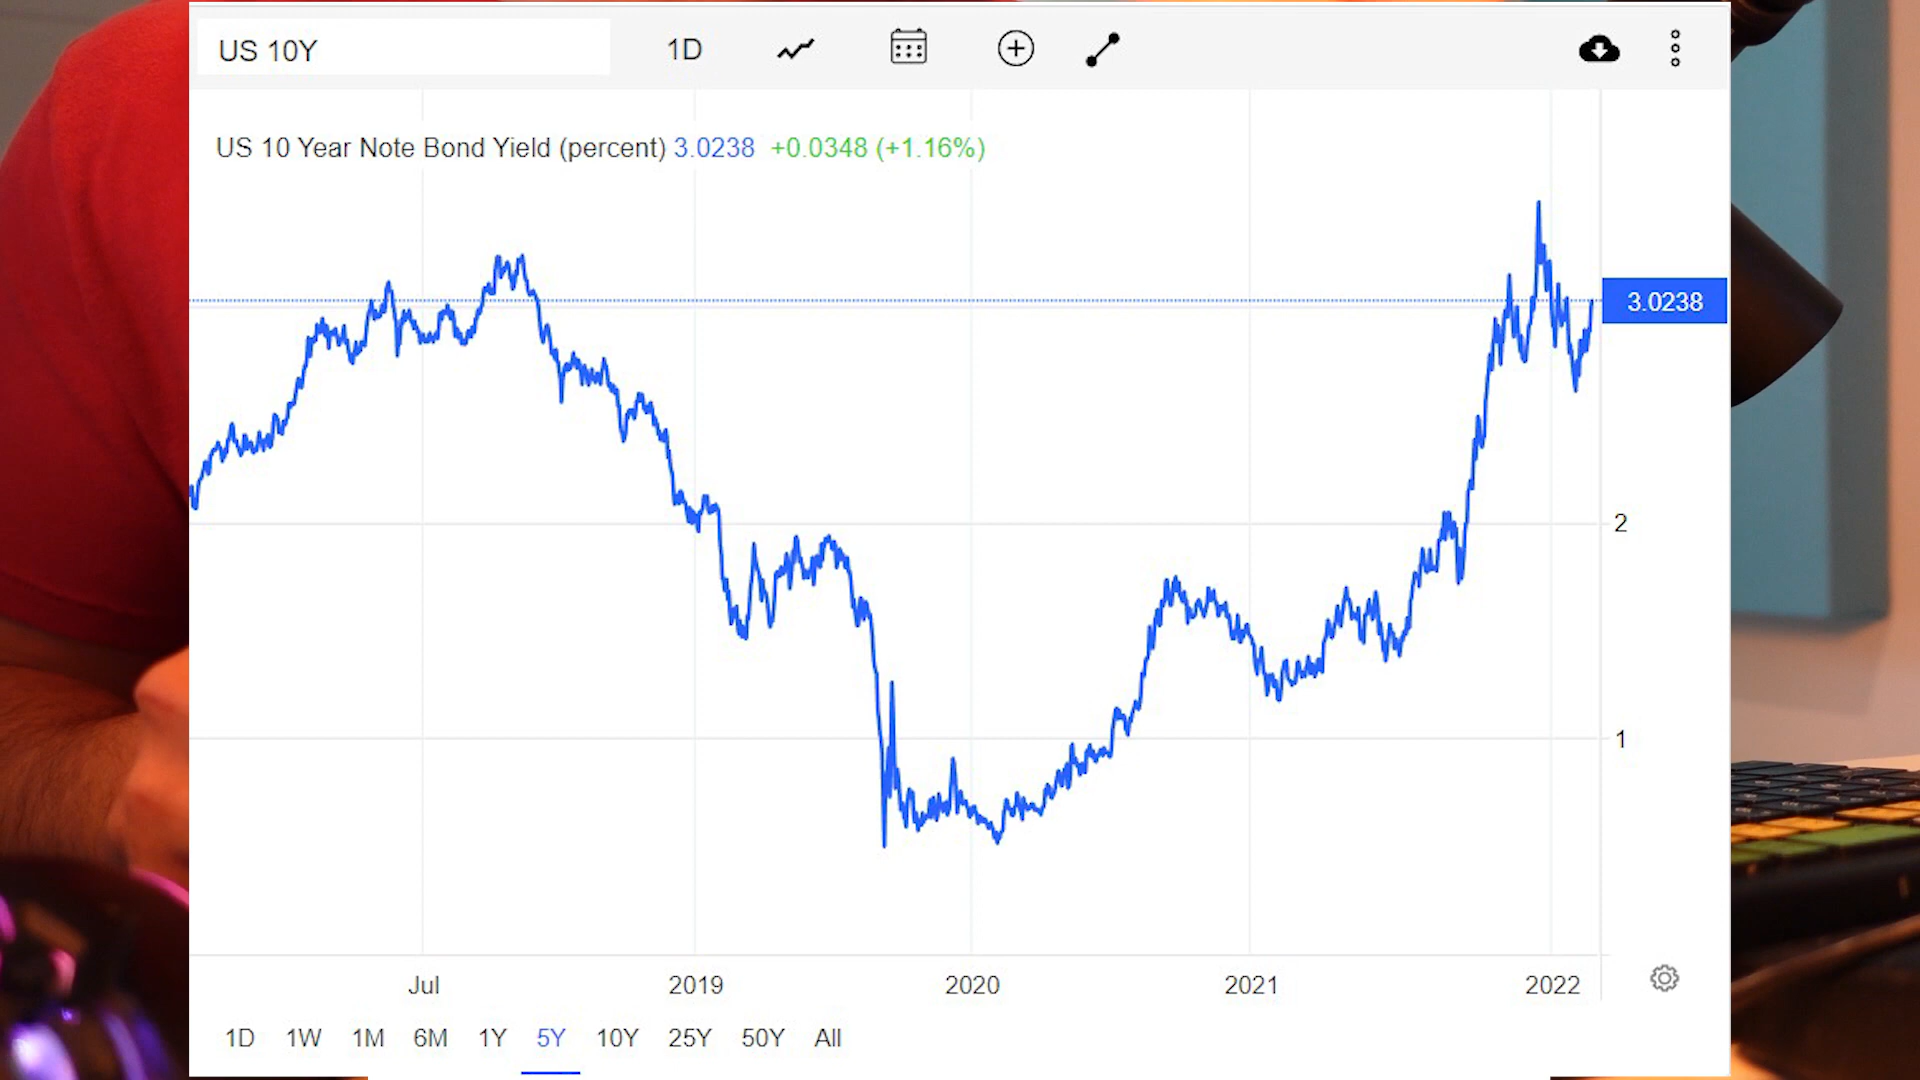 US 10Y 1D
US 10 Year Note Bond Yield (percent) 3.0238 +0.0348 (+1.16%)
3.0238
2
1
Jul 2019 2020 2021 2022
1D 1W 1M 6M 1Y 5Y 10Y 25Y 50Y All